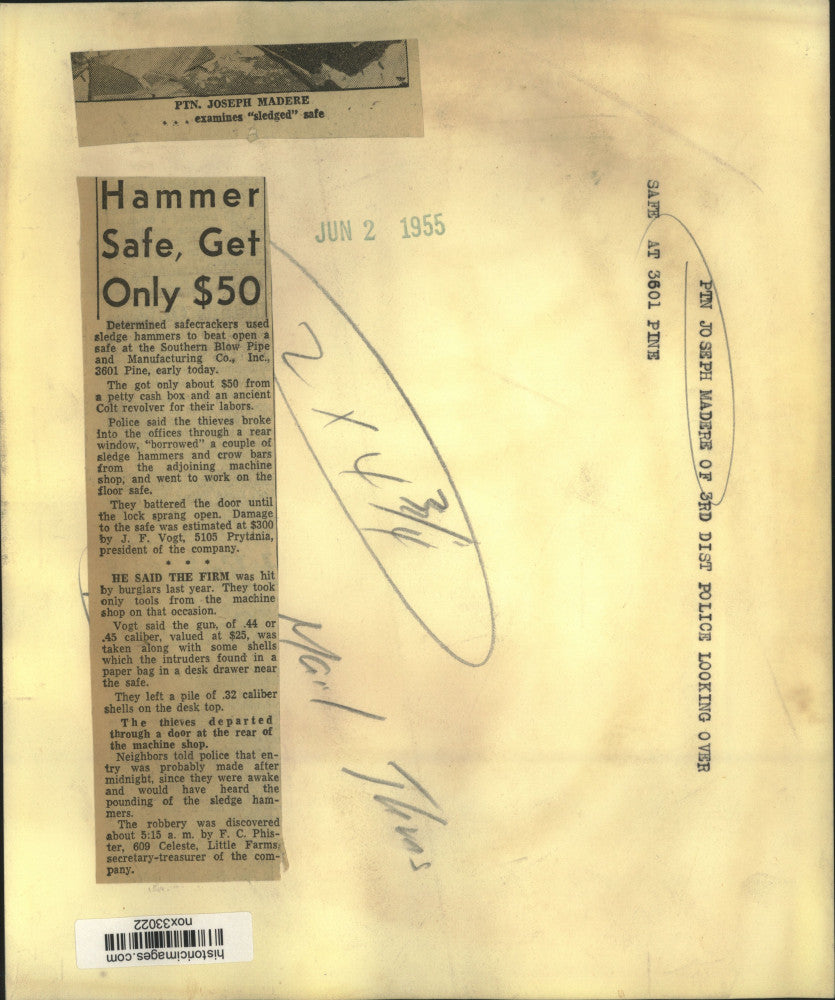 PTN. JOSEPH MADERE
. . . examines "sledged" safe
Hammer
Safe, Get
Only $50
Determined safecrackers used
sledge hammers to beat open a
safe at the Southern Blow Pipe
and Manufacturing Co., Inc.,
3601 Pine, early today.
The got only about $50 from
a petty cash box and an ancient
Colt revolver for their labors.
Police said the thieves broke
into the offices through a rear
window, "borrowed" a couple of
sledge hammers and crow bars
from the adjoining machine
shop, and went to work on the
floor safe.
They battered the door until
the lock sprang open. Damage
to the safe was estimated at $300
by J. F. Vogt, 5105 Prytania,
president of the company.
* * *
HE SAID THE FIRM was hit
by burglars last year. They took
only tools from the machine
shop on that occasion.
Vogt said the gun, of .44 or
.45 caliber, valued at $25, was
taken along with some shells
which the intruders found in a
paper bag in a desk drawer near
the safe.
They left a pile of .32 caliber
shells on the desk top.
The thieves departed
through a door at the rear of
the machine shop.
Neighbors told police that en-
try was probably made after
midnight, since they were awake
and would have heard the
pounding of the sledge ham-
mers.
The robbery was discovered
about 5:15 a. m. by F. C. Phis-
ter, 609 Celeste, Little Farms,
secretary-treasurer of the com-
pany.
JUN 2 1955
2 x 4 3/4"
Mail
PTN JOSEPH MADERE OF 3RD DIST POLICE LOOKING OVER
SAFE AT 3601 PINE
historicimages.com
nox33022